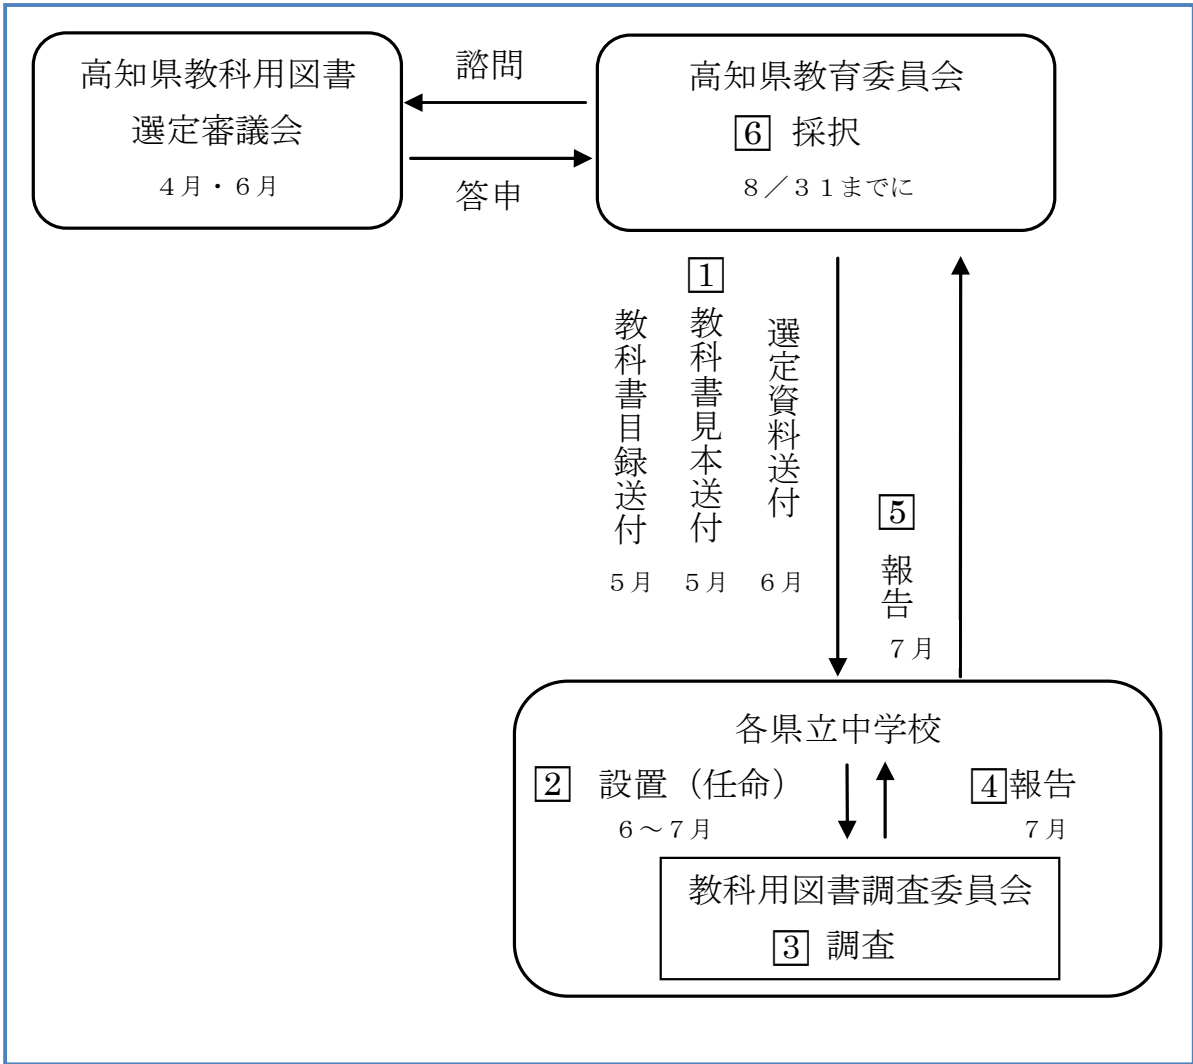 高知県教科用図書
選定審議会
４月・６月
諮問
答申
高知県教育委員会
6 採択
８／３１までに
1
教科書目録送付
５月
教科書見本送付
５月
選定資料送付
６月
5
報告
７月
各県立中学校
2 設置（任命）
６～７月
4報告
７月
教科用図書調査委員会
3 調査